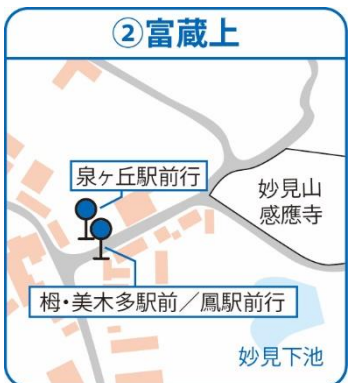 ②富蔵上
泉ヶ丘駅前行
妙見山
感應寺
栂・美木多駅前／鳳駅前行
妙見下池